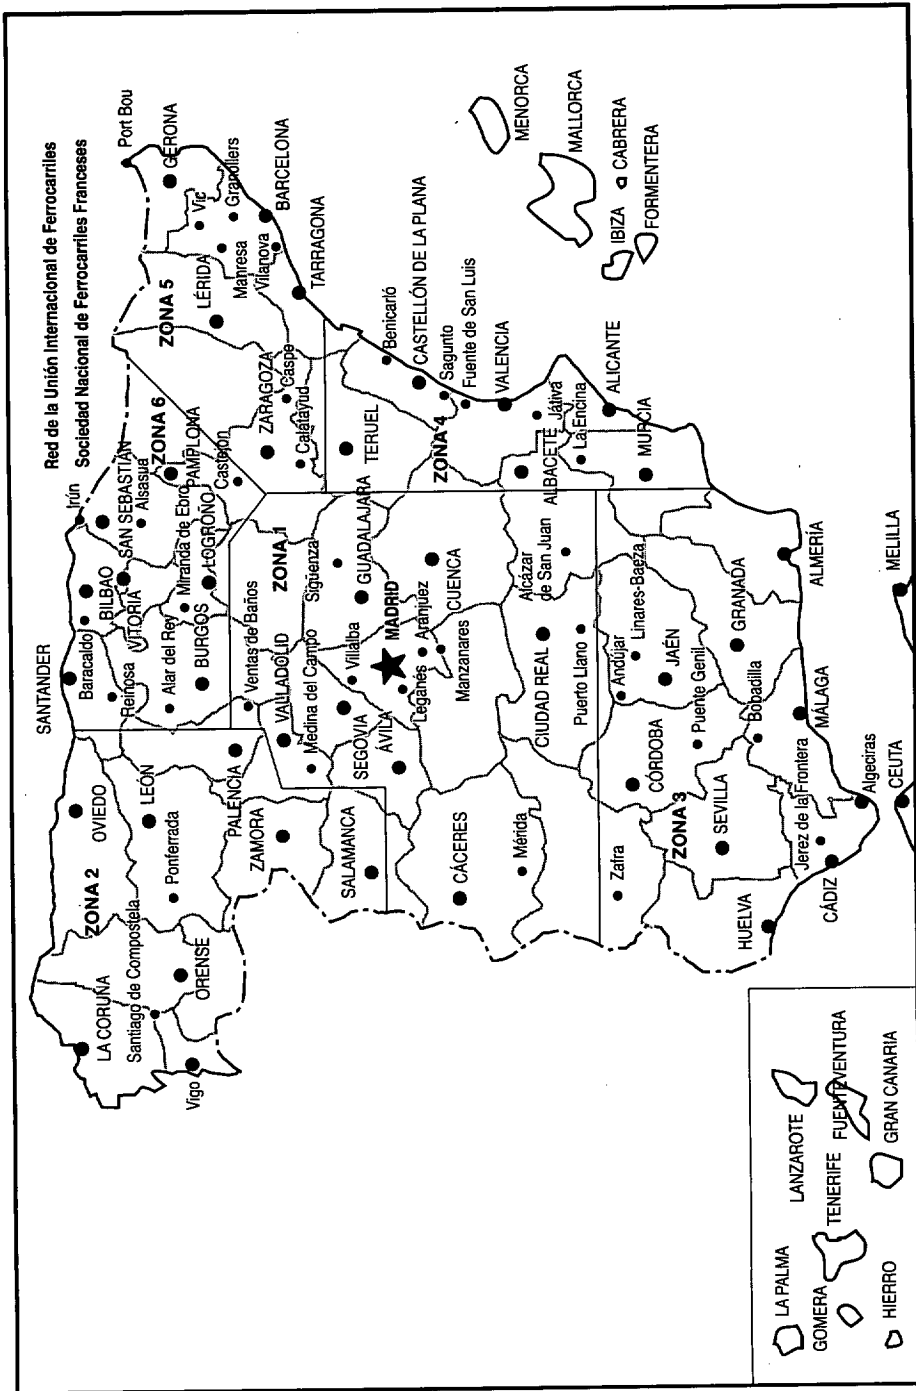 Red de la Unión Internacional de Ferrocarriles
Sociedad Nacional de Ferrocarriles Franceses
SANTANDER
Irún
Port Bou
LA CORUÑA
Santiago de Compostela
Vigo
ORENSE
ZONA 2
OVIEDO
LEÓN
Ponferrada
PALENCIA
ZAMORA
SALAMANCA
Baracaldo
BILBAO
Reinosa
VITORIA
SAN SEBASTIAN
Alsasua
Alar del Rey
Miranda de Ebro
BURGOS
LOGROÑO
ZONA 6
PAMPLONA
Castejón
ZONA 5
LÉRIDA
GERONA
Vic
Granollers
Manresa
Vilanova
BARCELONA
TARRAGONA
ZARAGOZA
Caspe
Calatayud
Ventas de Baños
VALLADOLID
Medina del Campo
ZONA 1
Sigüenza
SEGOVIA
ÁVILA
Villalba
GUADALAJARA
MADRID
Leganés
Aranjuez
Manzanares
CUENCA
CÁCERES
Mérida
CIUDAD REAL
Alcázar
de San Juan
Puerto Llano
TERUEL
ZONA 4
Benicarló
CASTELLÓN DE LA PLANA
Sagunto
Fuente de San Luis
VALENCIA
ALBACETE
Játiva
La Encina
ALICANTE
MURCIA
Zafra
ZONA 3
CÓRDOBA
Andújar
Linares-Baeza
JAÉN
Puente Genil
SEVILLA
HUELVA
Bobadilla
GRANADA
Jerez de la Frontera
CÁDIZ
MÁLAGA
ALMERÍA
Algeciras
CEUTA
MELILLA
MENORCA
MALLORCA
IBIZA
CABRERA
FORMENTERA
LA PALMA
LANZAROTE
GOMERA
TENERIFE
FUENTEVENTURA
HIERRO
GRAN CANARIA